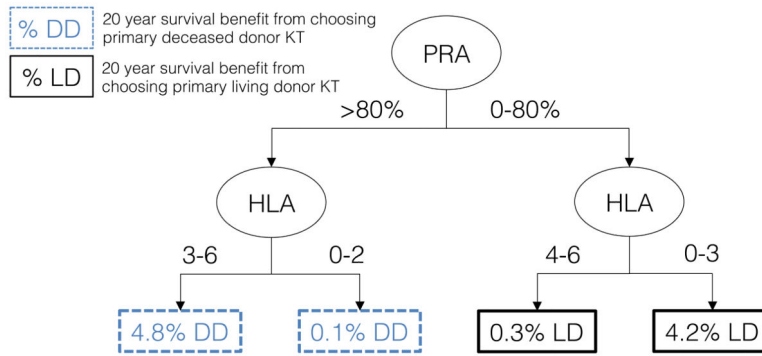 % DD
20 year survival benefit from choosing
primary deceased donor KT
% LD
20 year survival benefit from
choosing primary living donor KT
PRA
>80%
0-80%
HLA
HLA
3-6
0-2
4-6
0-3
4.8% DD
0.1% DD
0.3% LD
4.2% LD